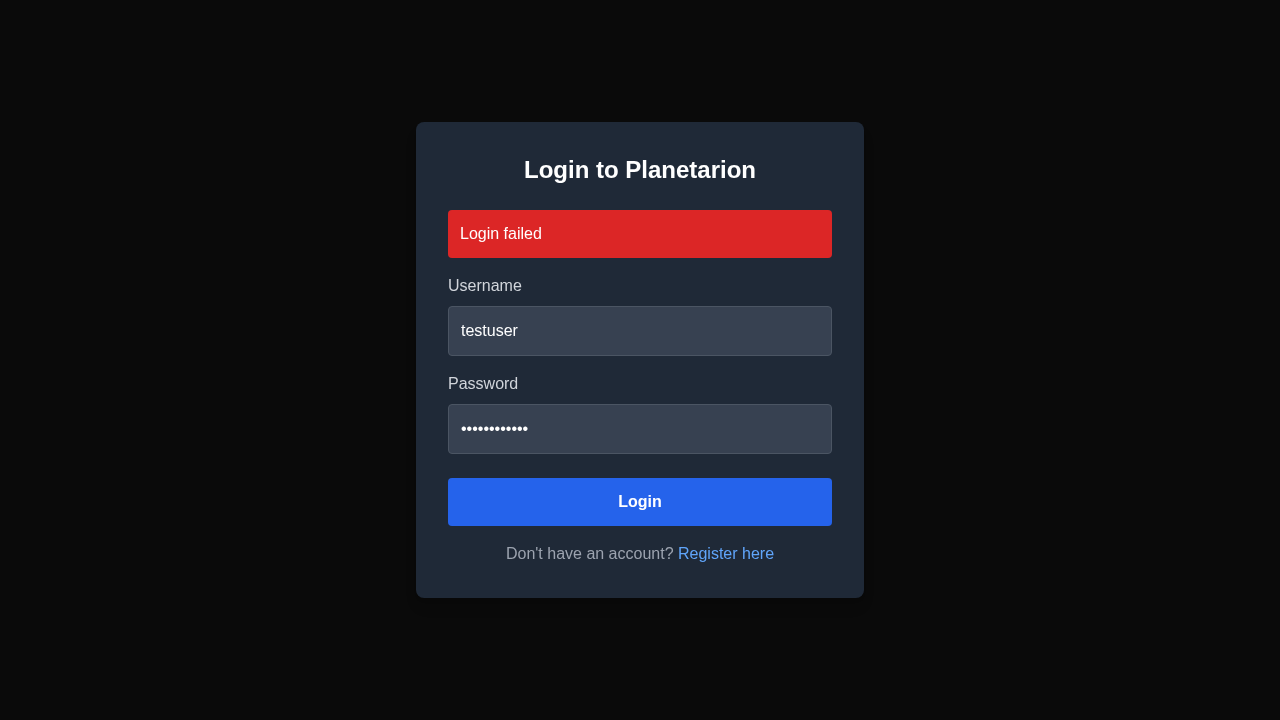 Login to Planetarion
Login failed
Username
testuser
Password
••••••••••••
Login
Don't have an account? Register here